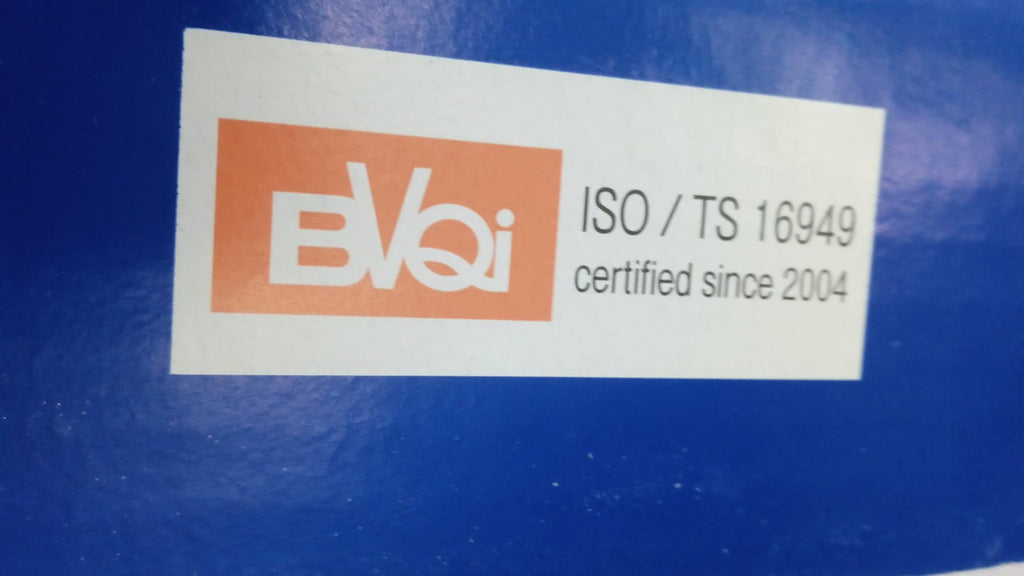 BVQi
ISO / TS 16949
certified since 2004